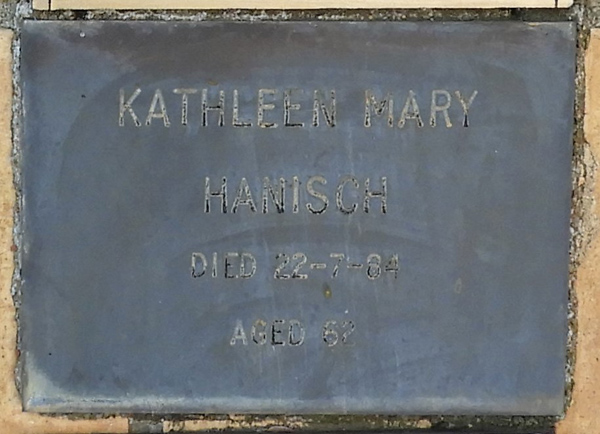 KATHLEEN MARY
HANISCH
DIED 22-7-84
AGED 62